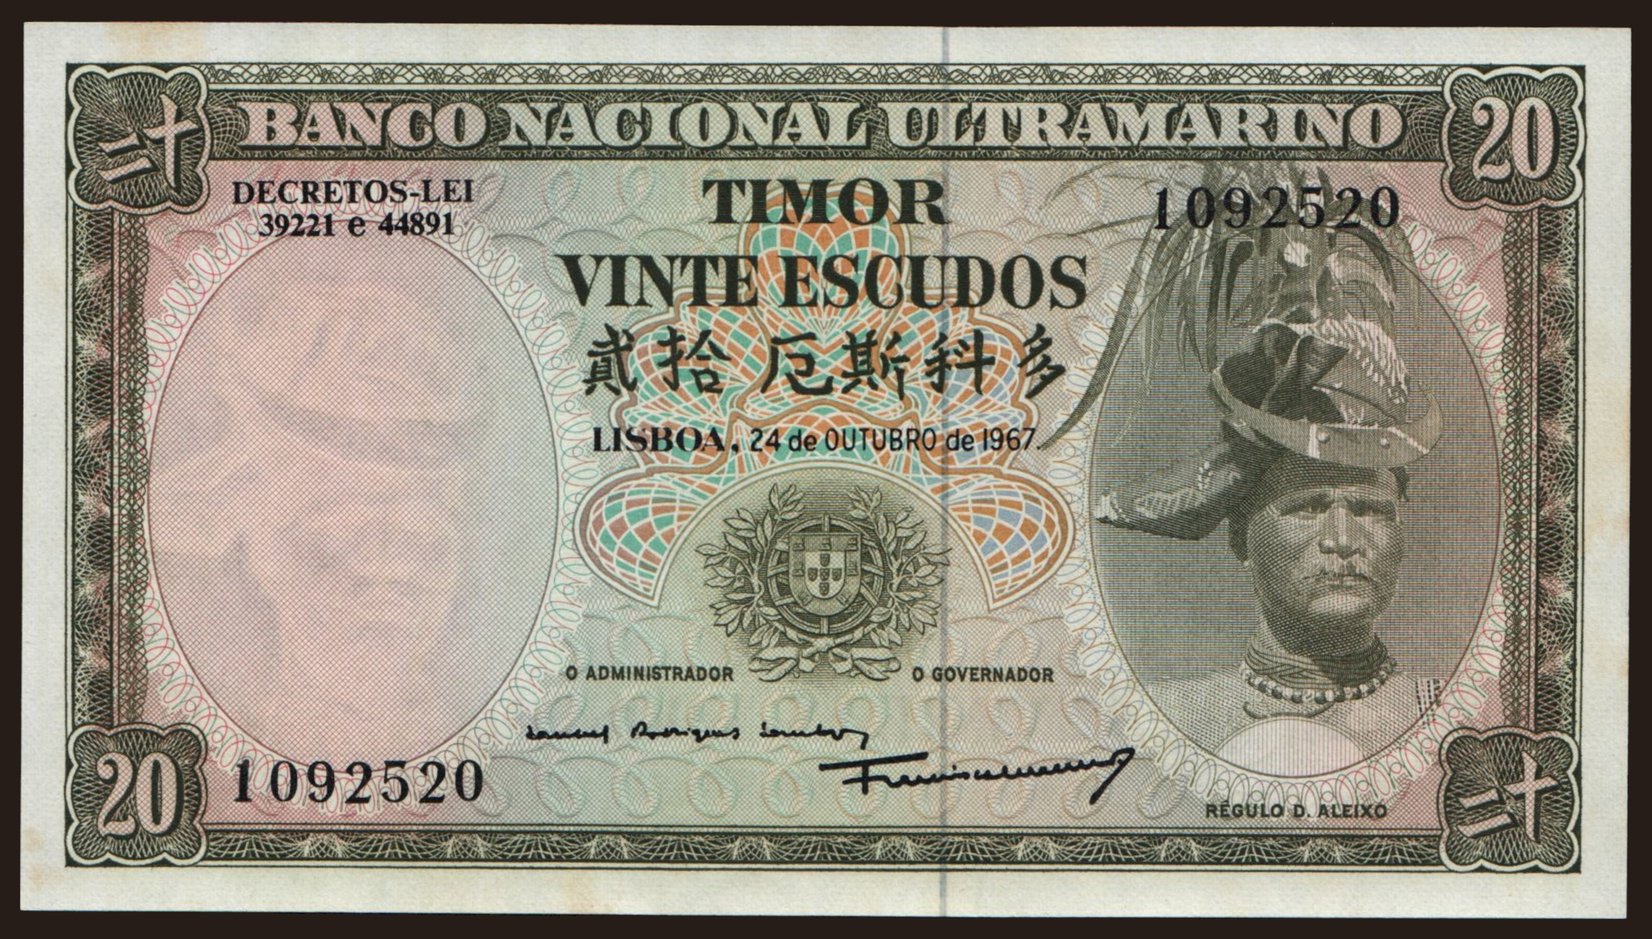 二十
BANCO NACIONAL ULTRAMARINO
20
DECRETOS-LEI
39221 e 44891
TIMOR
1092520
VINTE ESCUDOS
貳拾厄斯科多
LISBOA, 24 de OUTUBRO de 1967.
O ADMINISTRADOR
O GOVERNADOR
1092520
RÉGULO D. ALEIXO
20
二十